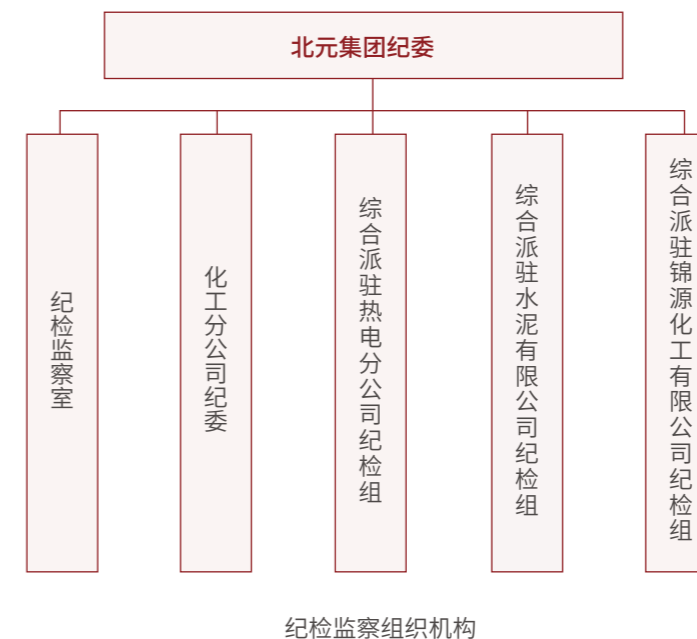 北元集团纪委
纪检监察室
化工分公司纪委
综合派驻热电分公司纪检组
综合派驻水泥有限公司纪检组
综合派驻锦源化工有限公司纪检组
纪检监察组织机构